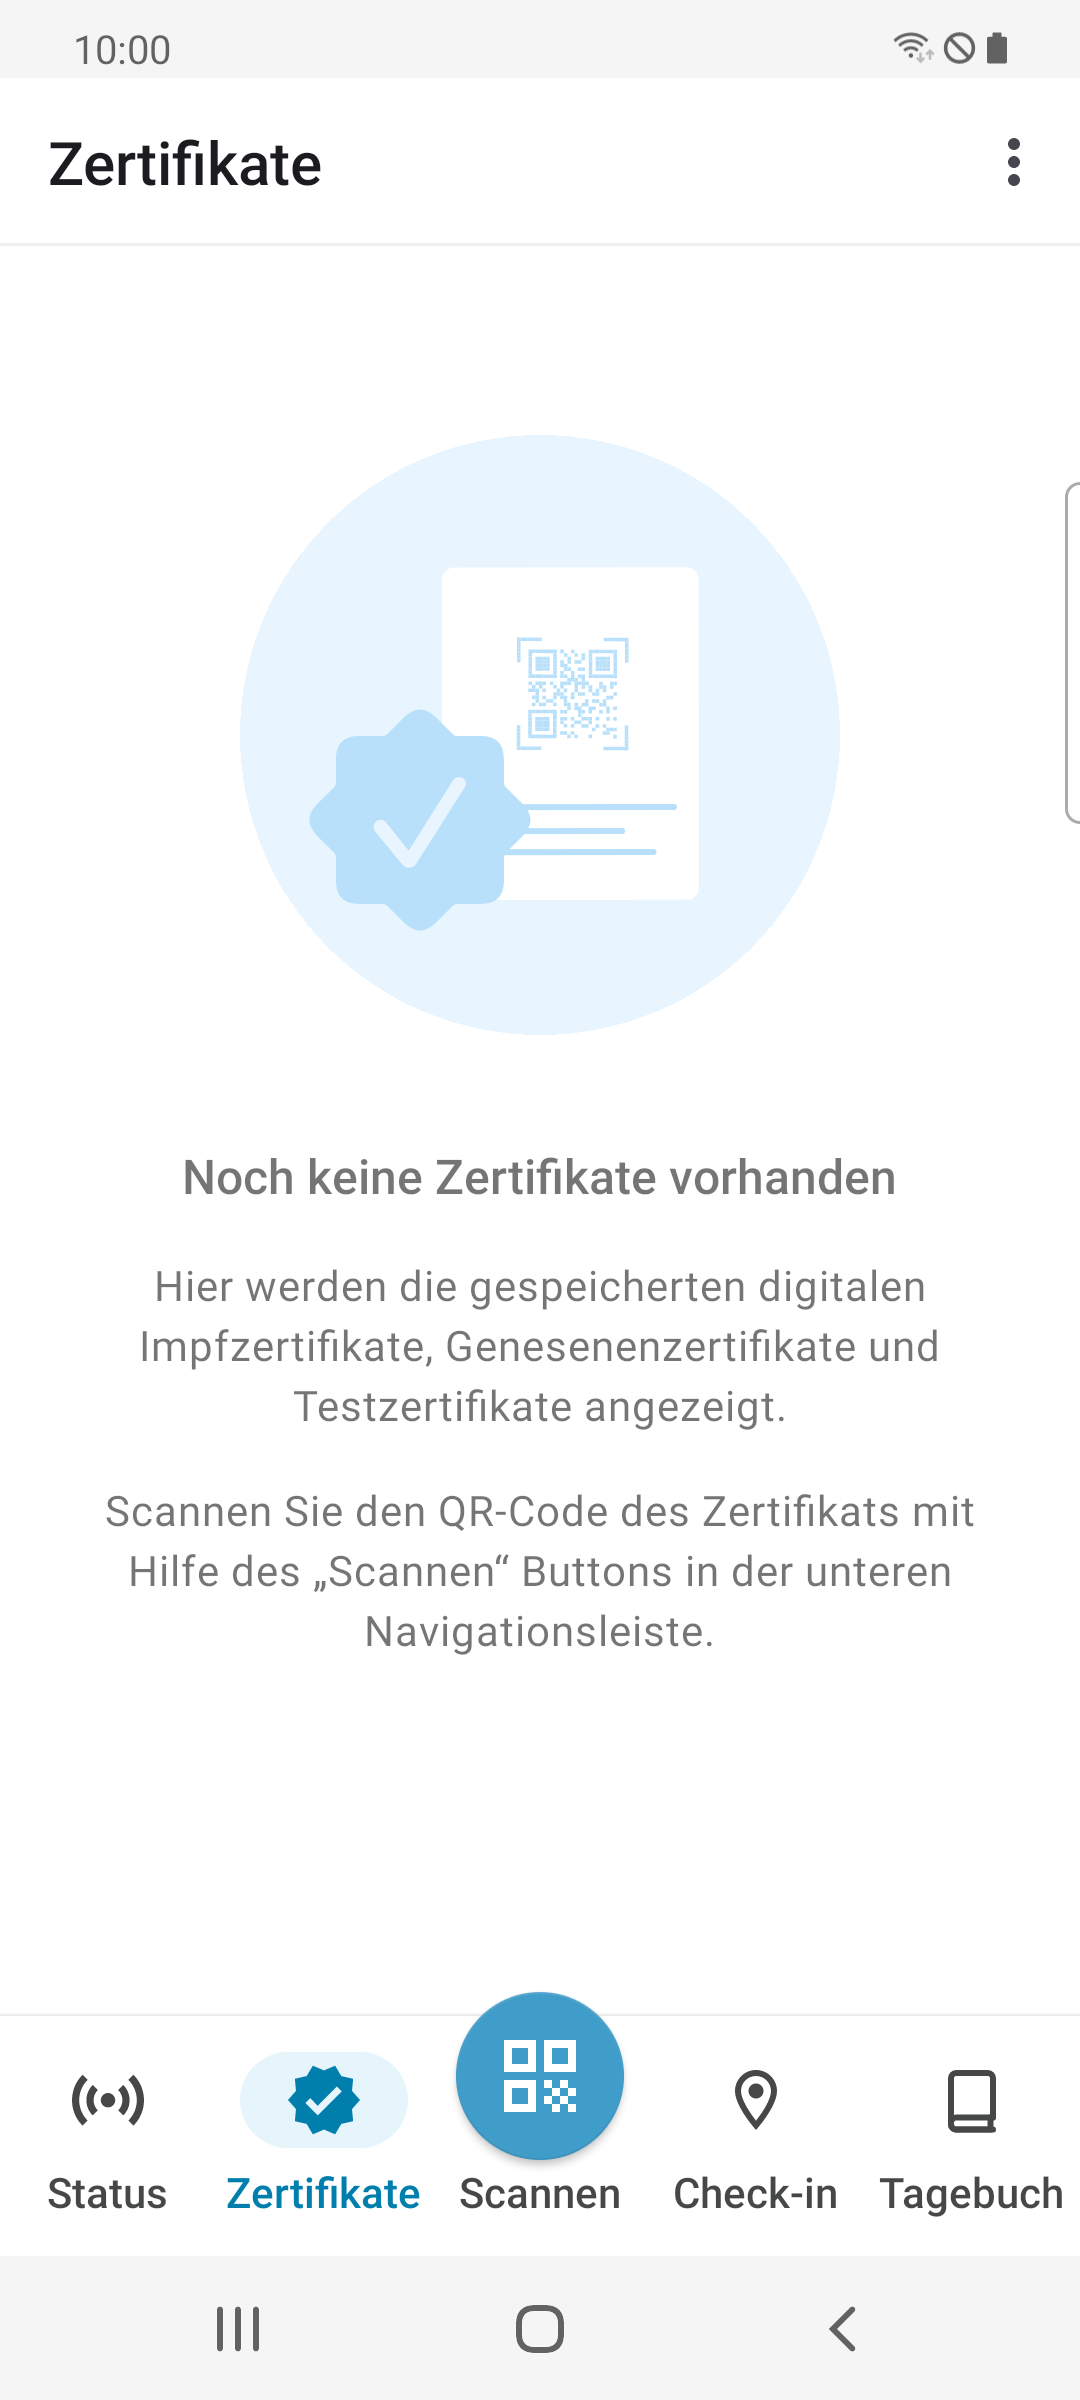 10:00
Zertifikate
Noch keine Zertifikate vorhanden
Hier werden die gespeicherten digitalen
Impfzertifikate, Genesenenzertifikate und
Testzertifikate angezeigt.
Scannen Sie den QR-Code des Zertifikats mit
Hilfe des „Scannen“ Buttons in der unteren
Navigationsleiste.
Status
Zertifikate
Scannen
Check-in
Tagebuch